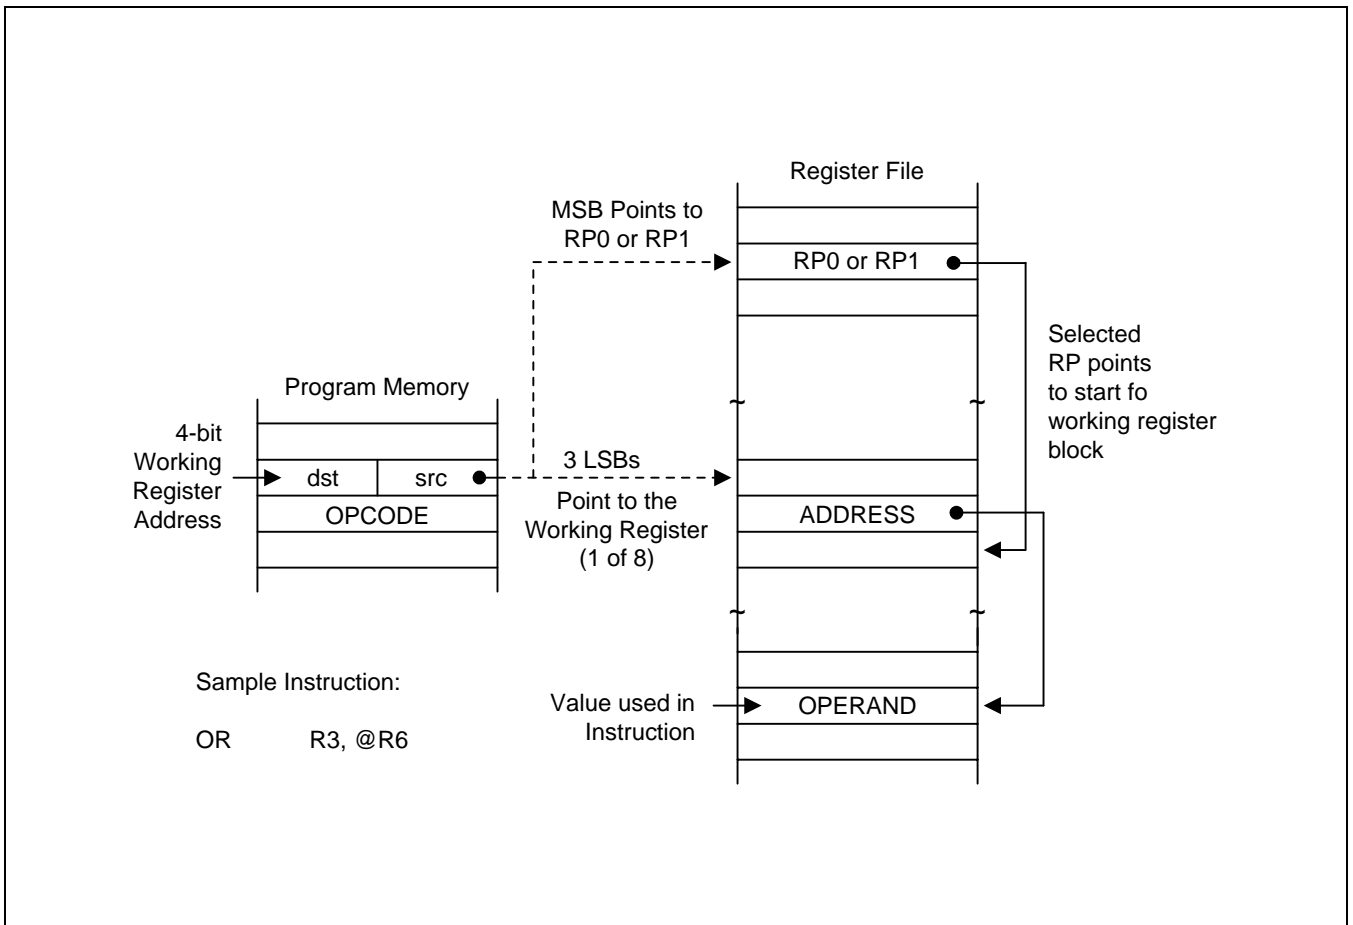 Register File
MSB Points to
RP0 or RP1
RP0 or RP1
Selected
RP points
to start fo
working register
block
Program Memory
4-bit
Working
Register
Address
dst
src
3 LSBs
OPCODE
Point to the
Working Register
(1 of 8)
ADDRESS
Sample Instruction:
OR R3, @R6
Value used in
Instruction
OPERAND
~
~
~
~